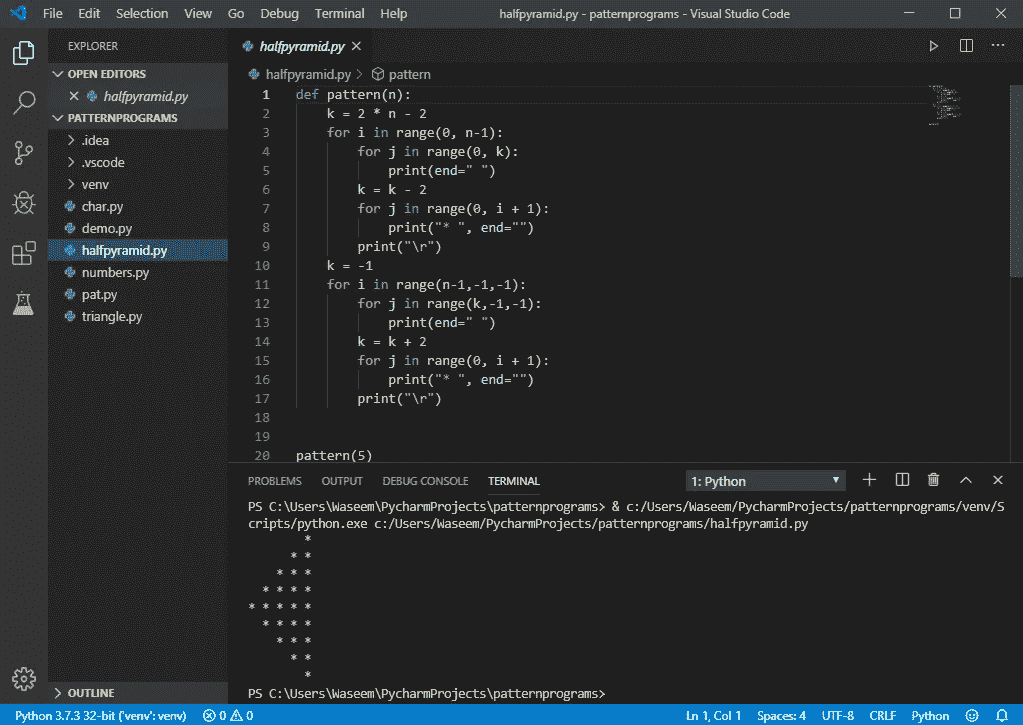 File Edit Selection View Go Debug Terminal Help
halfpyramid.py - patternprograms - Visual Studio Code
EXPLORER
OPEN EDITORS
halfpyramid.py
PATTERNPROGRAMS
.idea
.vscode
venv
char.py
demo.py
halfpyramid.py
numbers.py
pat.py
triangle.py
OUTLINE
halfpyramid.py
halfpyramid.py > pattern
1 def pattern(n):
2     k = 2 * n - 2
3     for i in range(0, n-1):
4         for j in range(0, k):
5             print(end=" ")
6         k = k - 2
7         for j in range(0, i + 1):
8             print("* ", end="")
9         print("\r")
10     k = -1
11     for i in range(n-1,-1,-1):
12         for j in range(k,-1,-1):
13             print(end=" ")
14         k = k + 2
15         for j in range(0, i + 1):
16             print("* ", end="")
17         print("\r")
18
19
20 pattern(5)
PROBLEMS OUTPUT DEBUG CONSOLE TERMINAL
1: Python
PS C:\Users\Waseem\PycharmProjects\patternprograms> & c:/Users/Waseem/PycharmProjects/patternprograms/venv/S
cripts/python.exe c:/Users/Waseem/PycharmProjects/patternprograms/halfpyramid.py
        *
      * *
    * * *
  * * * *
* * * * *
  * * * *
    * * *
      * *
        *
PS C:\Users\Waseem\PycharmProjects\patternprograms>
Python 3.7.3 32-bit ('venv': venv) 0 0
Ln 1, Col 1 Spaces: 4 UTF-8 CRLF Python